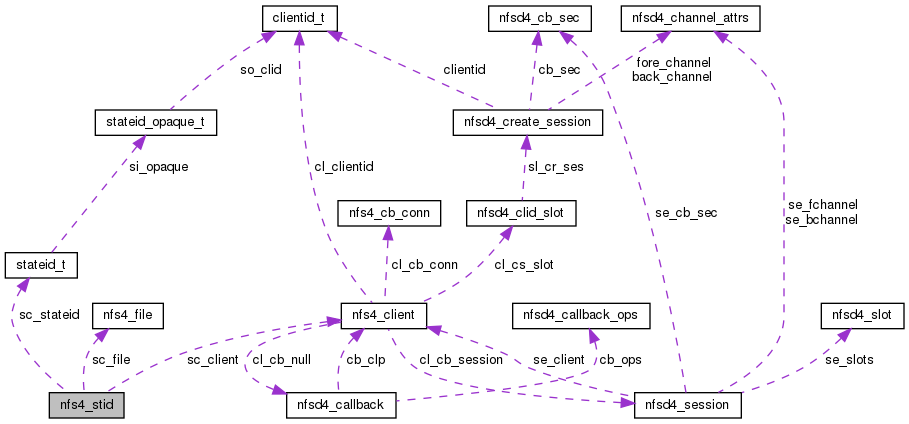 clientid_t
nfsd4_cb_sec
nfsd4_channel_attrs
so_clid
clientid
cb_sec
fore_channel
back_channel
stateid_opaque_t
nfsd4_create_session
si_opaque
cl_clientid
sl_cr_ses
nfs4_cb_conn
nfsd4_clid_slot
se_cb_sec
se_fchannel
se_bchannel
stateid_t
cl_cb_conn
cl_cs_slot
sc_stateid
nfs4_file
nfs4_client
nfsd4_callback_ops
nfsd4_slot
sc_file
sc_client
cl_cb_null
cb_clp
cl_cb_session
se_client
cb_ops
se_slots
nfs4_stid
nfsd4_callback
nfsd4_session